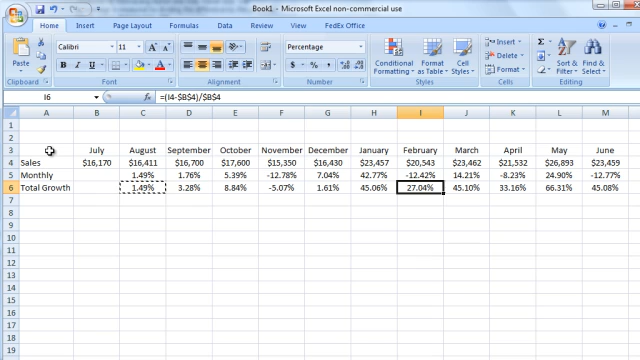 Book1 - Microsoft Excel non-commercial use
Home Insert Page Layout Formulas Data Review View FedEx Office
Calibri 11 Percentage
B I U $ % ,
Paste Conditional Formatting Format as Table Cell Styles Insert Delete Format
Clipboard Font Alignment Number Styles Cells
I6 fx =(I4-$B$4)/$B$4
A B C D E F G H I J K L M
1
2
3 July August September October November December January February March April May June
4 Sales $16,170 $16,411 $16,700 $17,600 $15,350 $16,430 $23,457 $20,543 $23,462 $21,532 $26,893 $23,459
5 Monthly 1.49% 1.76% 5.39% -12.78% 7.04% 42.77% -12.42% 14.21% -8.23% 24.90% -12.77%
6 Total Growth 1.49% 3.28% 8.84% -5.07% 1.61% 45.06% 27.04% 45.10% 33.16% 66.31% 45.08%
7
8
9
10
11
12
13
14
15
16
17
18
19